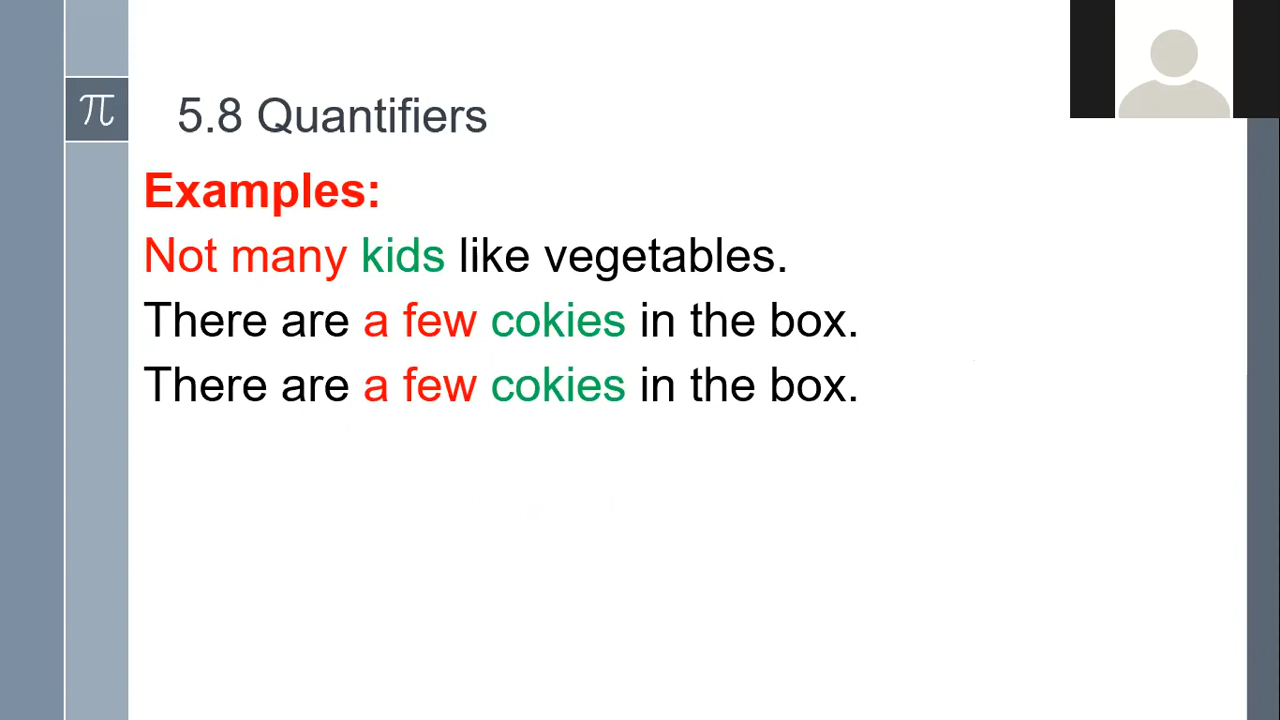 π
5.8 Quantifiers
Examples:
Not many kids like vegetables.
There are a few cokies in the box.
There are a few cokies in the box.